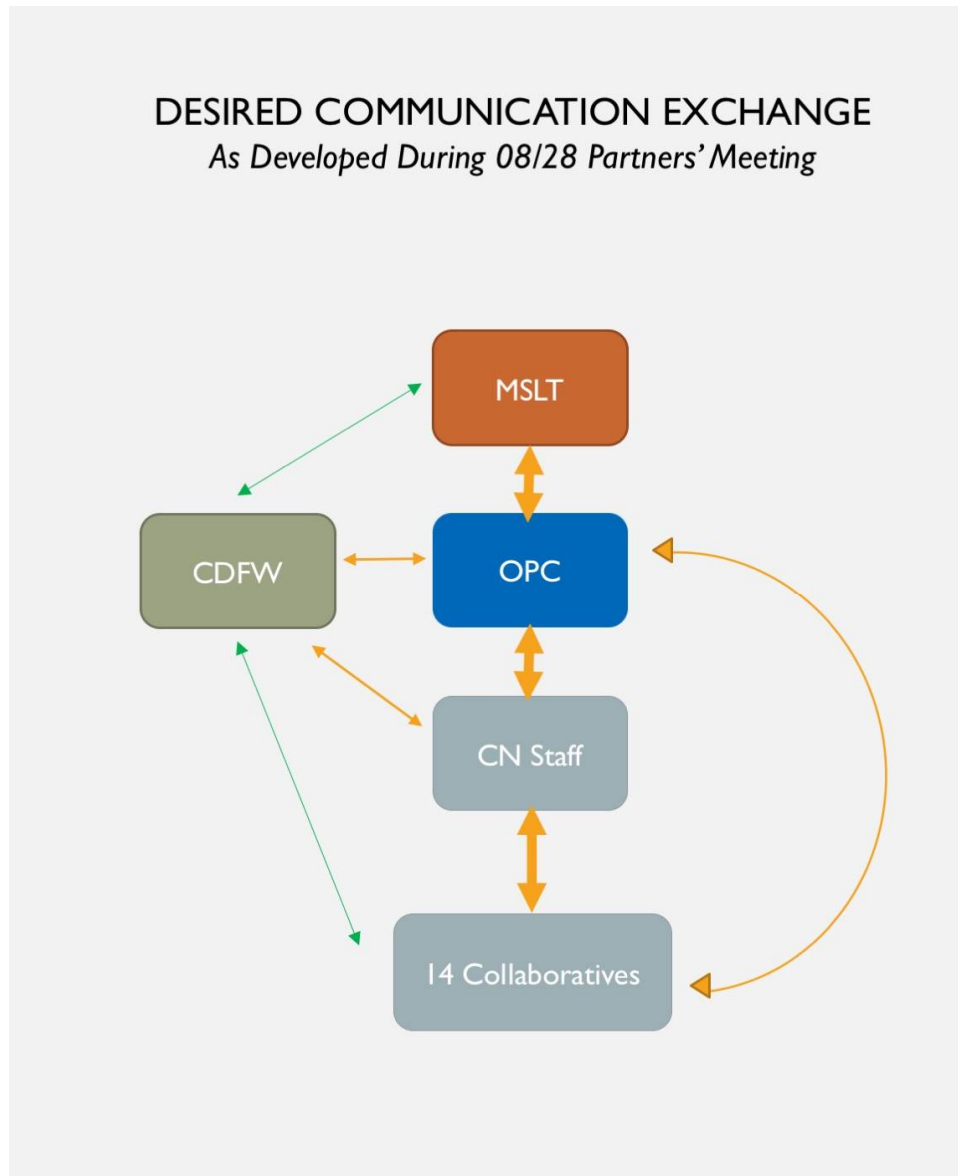 DESIRED COMMUNICATION EXCHANGE
As Developed During 08/28 Partners' Meeting
MSLT
CDFW
OPC
CN Staff
14 Collaboratives